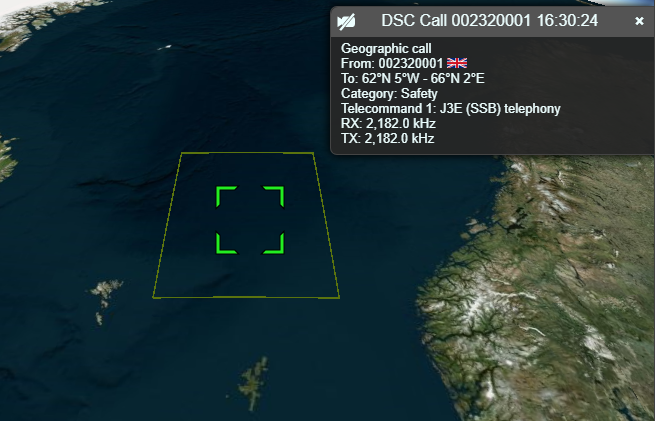 DSC Call 002320001 16:30:24
Geographic call
From: 002320001
To: 62°N 5°W - 66°N 2°E
Category: Safety
Telecommand 1: J3E (SSB) telephony
RX: 2,182.0 kHz
TX: 2,182.0 kHz